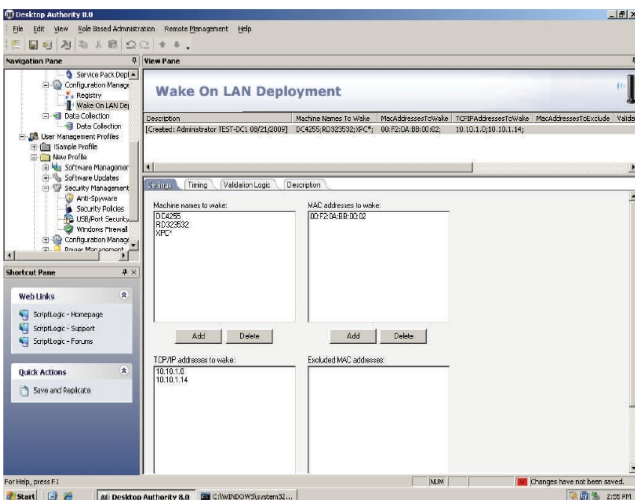 Desktop Authority 8.0
File Edit View Role Based Administration Remote Management Help
Navigation Pane
View Pane
Service Pack Depl
Configuration Manage
Registry
Wake On LAN Dep
Data Collection
Data Collection
User Management Profiles
!Sample Profile
New Profile
Software Managemer
Software Updates
Security Management
Anti-Spyware
Security Policies
USB/Port Security
Windows Firewall
Configuration Manage
Power Management
Wake On LAN Deployment
Description Machine Names To Wake MacAddressesToWake TCPIPAddressesToWake MacAddressesToExclude Valida
[Created: Administrator TEST-DC1 08/21/2009] DC4255;RD323532;XPC*; 00:F2:0A:BB:00:02; 10.10.1.0;10.10.1.14;
Settings Timing Validation Logic Description
Machine names to wake:
DC4255
RD323532
XPC*
MAC addresses to wake:
00:F2:0A:BB:00:02
Add Delete Add Delete
TCP/IP addresses to wake:
10.10.1.0
10.10.1.14
Excluded MAC addresses:
Shortcut Pane
Web Links
ScriptLogic - Homepage
ScriptLogic - Support
ScriptLogic - Forums
Quick Actions
Save and Replicate
For Help, press F1
NUM
Changes have not been saved.
Start
Desktop Authority 8.0
C:\WINDOWS\system32...
2:55 PM